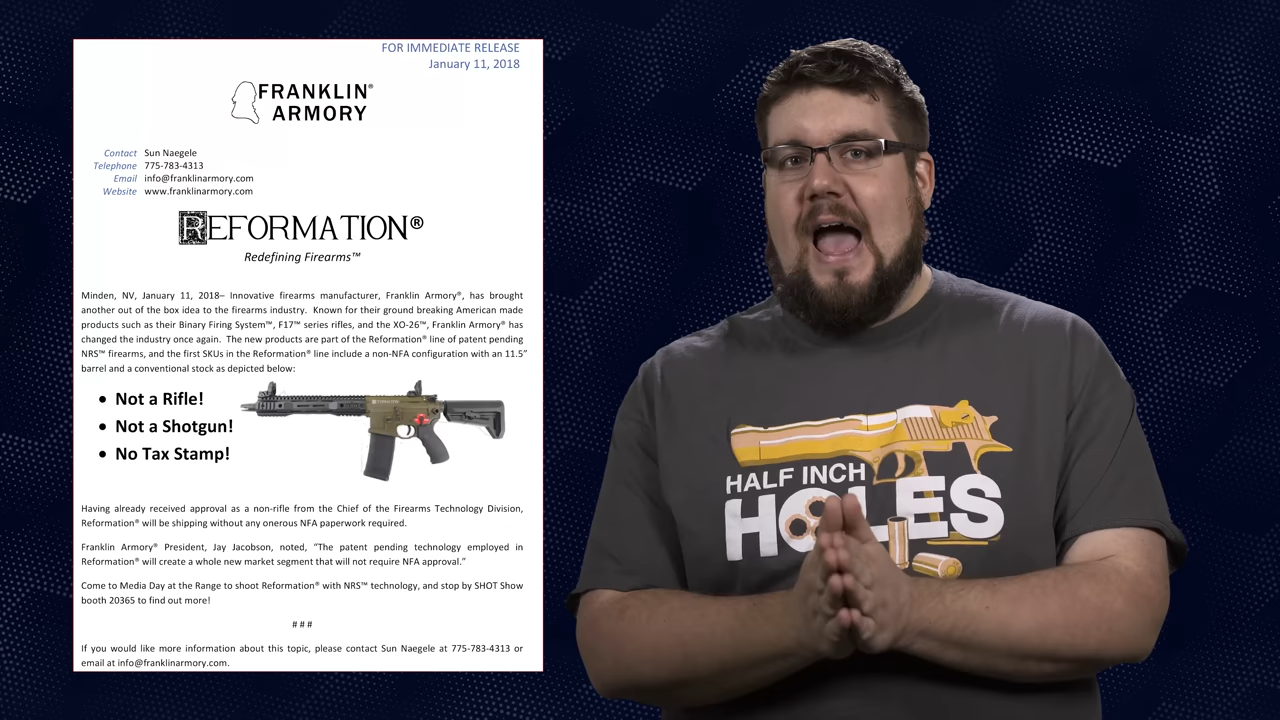 FOR IMMEDIATE RELEASE
January 11, 2018
FRANKLIN®
ARMORY
Contact Sun Naegele
Telephone 775-783-4313
Email info@franklinarmory.com
Website www.franklinarmory.com
REFORMATION®
Redefining Firearms™
Minden, NV, January 11, 2018– Innovative firearms manufacturer, Franklin Armory®, has brought
another out of the box idea to the firearms industry. Known for their ground breaking American made
products such as their Binary Firing System™, F17™ series rifles, and the XO-26™, Franklin Armory® has
changed the industry once again. The new products are part of the Reformation® line of patent pending
NRS™ firearms, and the first SKUs in the Reformation® line include a non-NFA configuration with an 11.5”
barrel and a conventional stock as depicted below:
• Not a Rifle!
• Not a Shotgun!
• No Tax Stamp!
REFORMATION
Having already received approval as a non-rifle from the Chief of the Firearms Technology Division,
Reformation® will be shipping without any onerous NFA paperwork required.
Franklin Armory® President, Jay Jacobson, noted, “The patent pending technology employed in
Reformation® will create a whole new market segment that will not require NFA approval.”
Come to Media Day at the Range to shoot Reformation® with NRS™ technology, and stop by SHOT Show
booth 20365 to find out more!
# # #
If you would like more information about this topic, please contact Sun Naegele at 775-783-4313 or
email at info@franklinarmory.com.
HALF INCH
HOLES